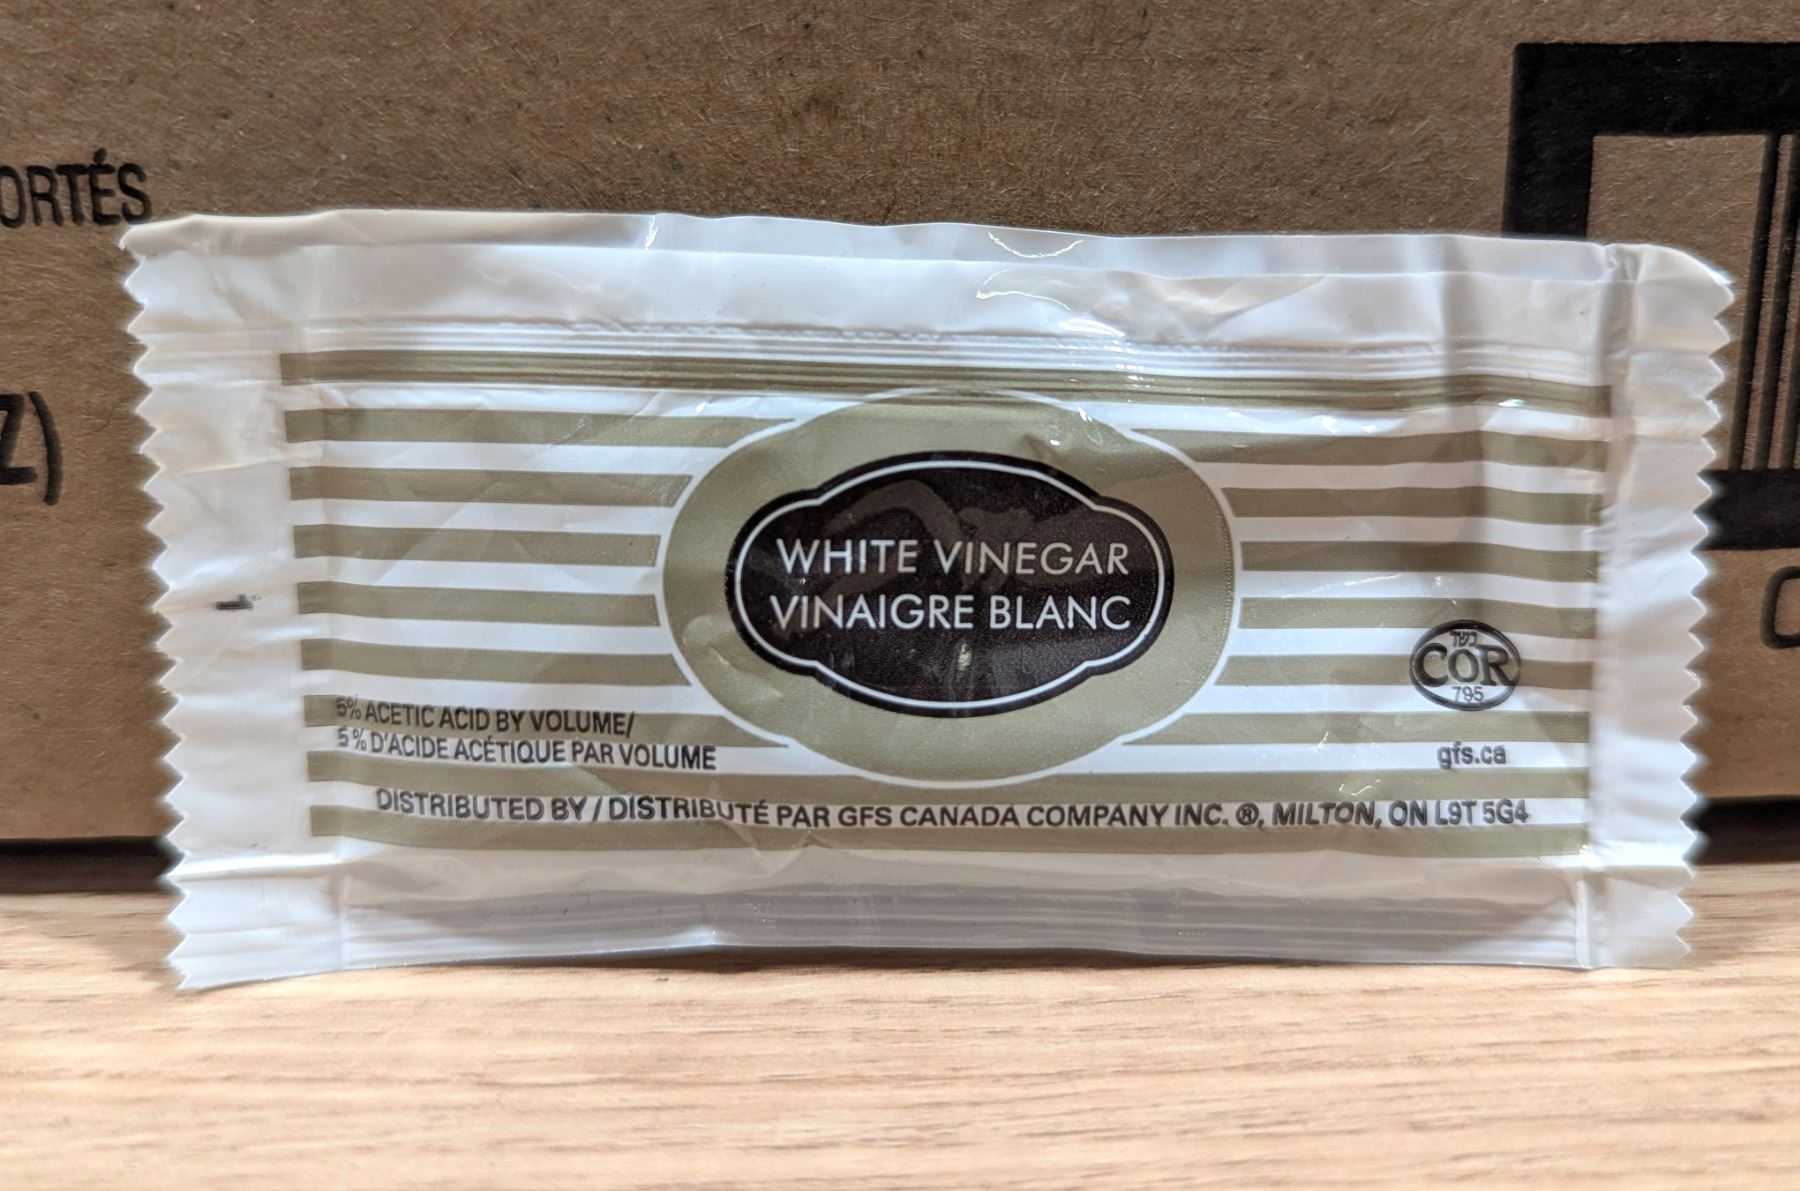 ORTÉS
Z)
WHITE VINEGAR
VINAIGRE BLANC
כשר
COR
795
5% ACETIC ACID BY VOLUME/
5 % D'ACIDE ACÉTIQUE PAR VOLUME
gfs.ca
DISTRIBUTED BY / DISTRIBUTÉ PAR GFS CANADA COMPANY INC. ®, MILTON, ON L9T 5G4